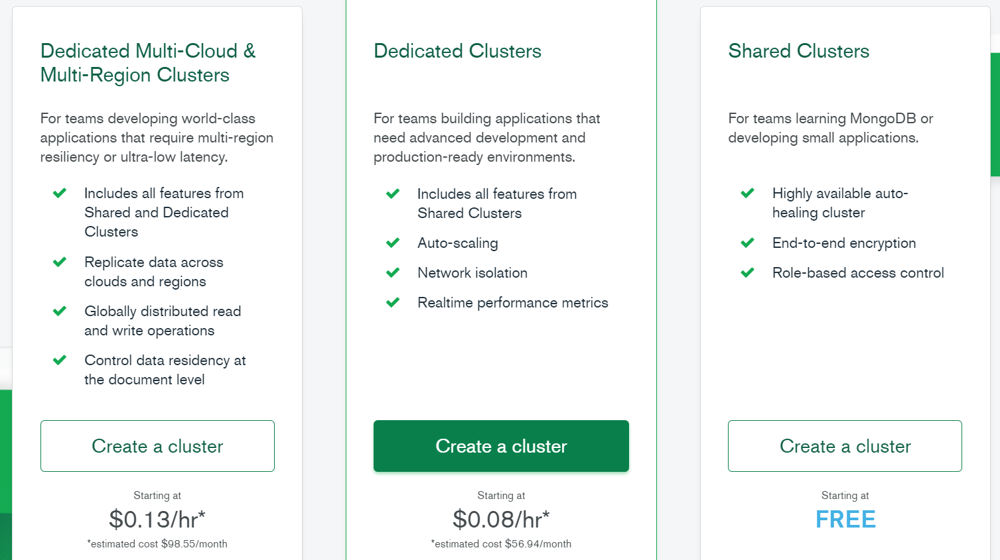 Dedicated Multi-Cloud &
Multi-Region Clusters
For teams developing world-class
applications that require multi-region
resiliency or ultra-low latency.
Includes all features from
Shared and Dedicated
Clusters
Replicate data across
clouds and regions
Globally distributed read
and write operations
Control data residency at
the document level
Create a cluster
Starting at
$0.13/hr*
*estimated cost $98.55/month
Dedicated Clusters
For teams building applications that
need advanced development and
production-ready environments.
Includes all features from
Shared Clusters
Auto-scaling
Network isolation
Realtime performance metrics
Create a cluster
Starting at
$0.08/hr*
*estimated cost $56.94/month
Shared Clusters
For teams learning MongoDB or
developing small applications.
Highly available auto-
healing cluster
End-to-end encryption
Role-based access control
Create a cluster
Starting at
FREE